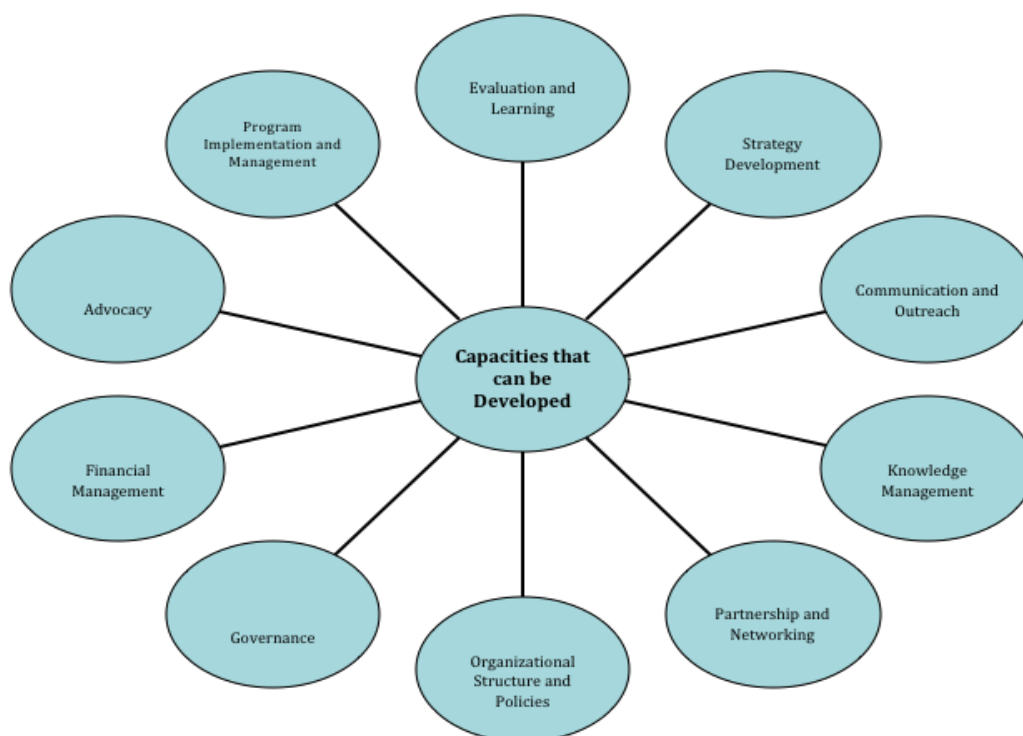 Evaluation and
Learning
Strategy
Development
Communication and
Outreach
Knowledge
Management
Partnership and
Networking
Organizational
Structure and
Policies
Governance
Financial
Management
Advocacy
Program
Implementation and
Management
Capacities that
can be
Developed